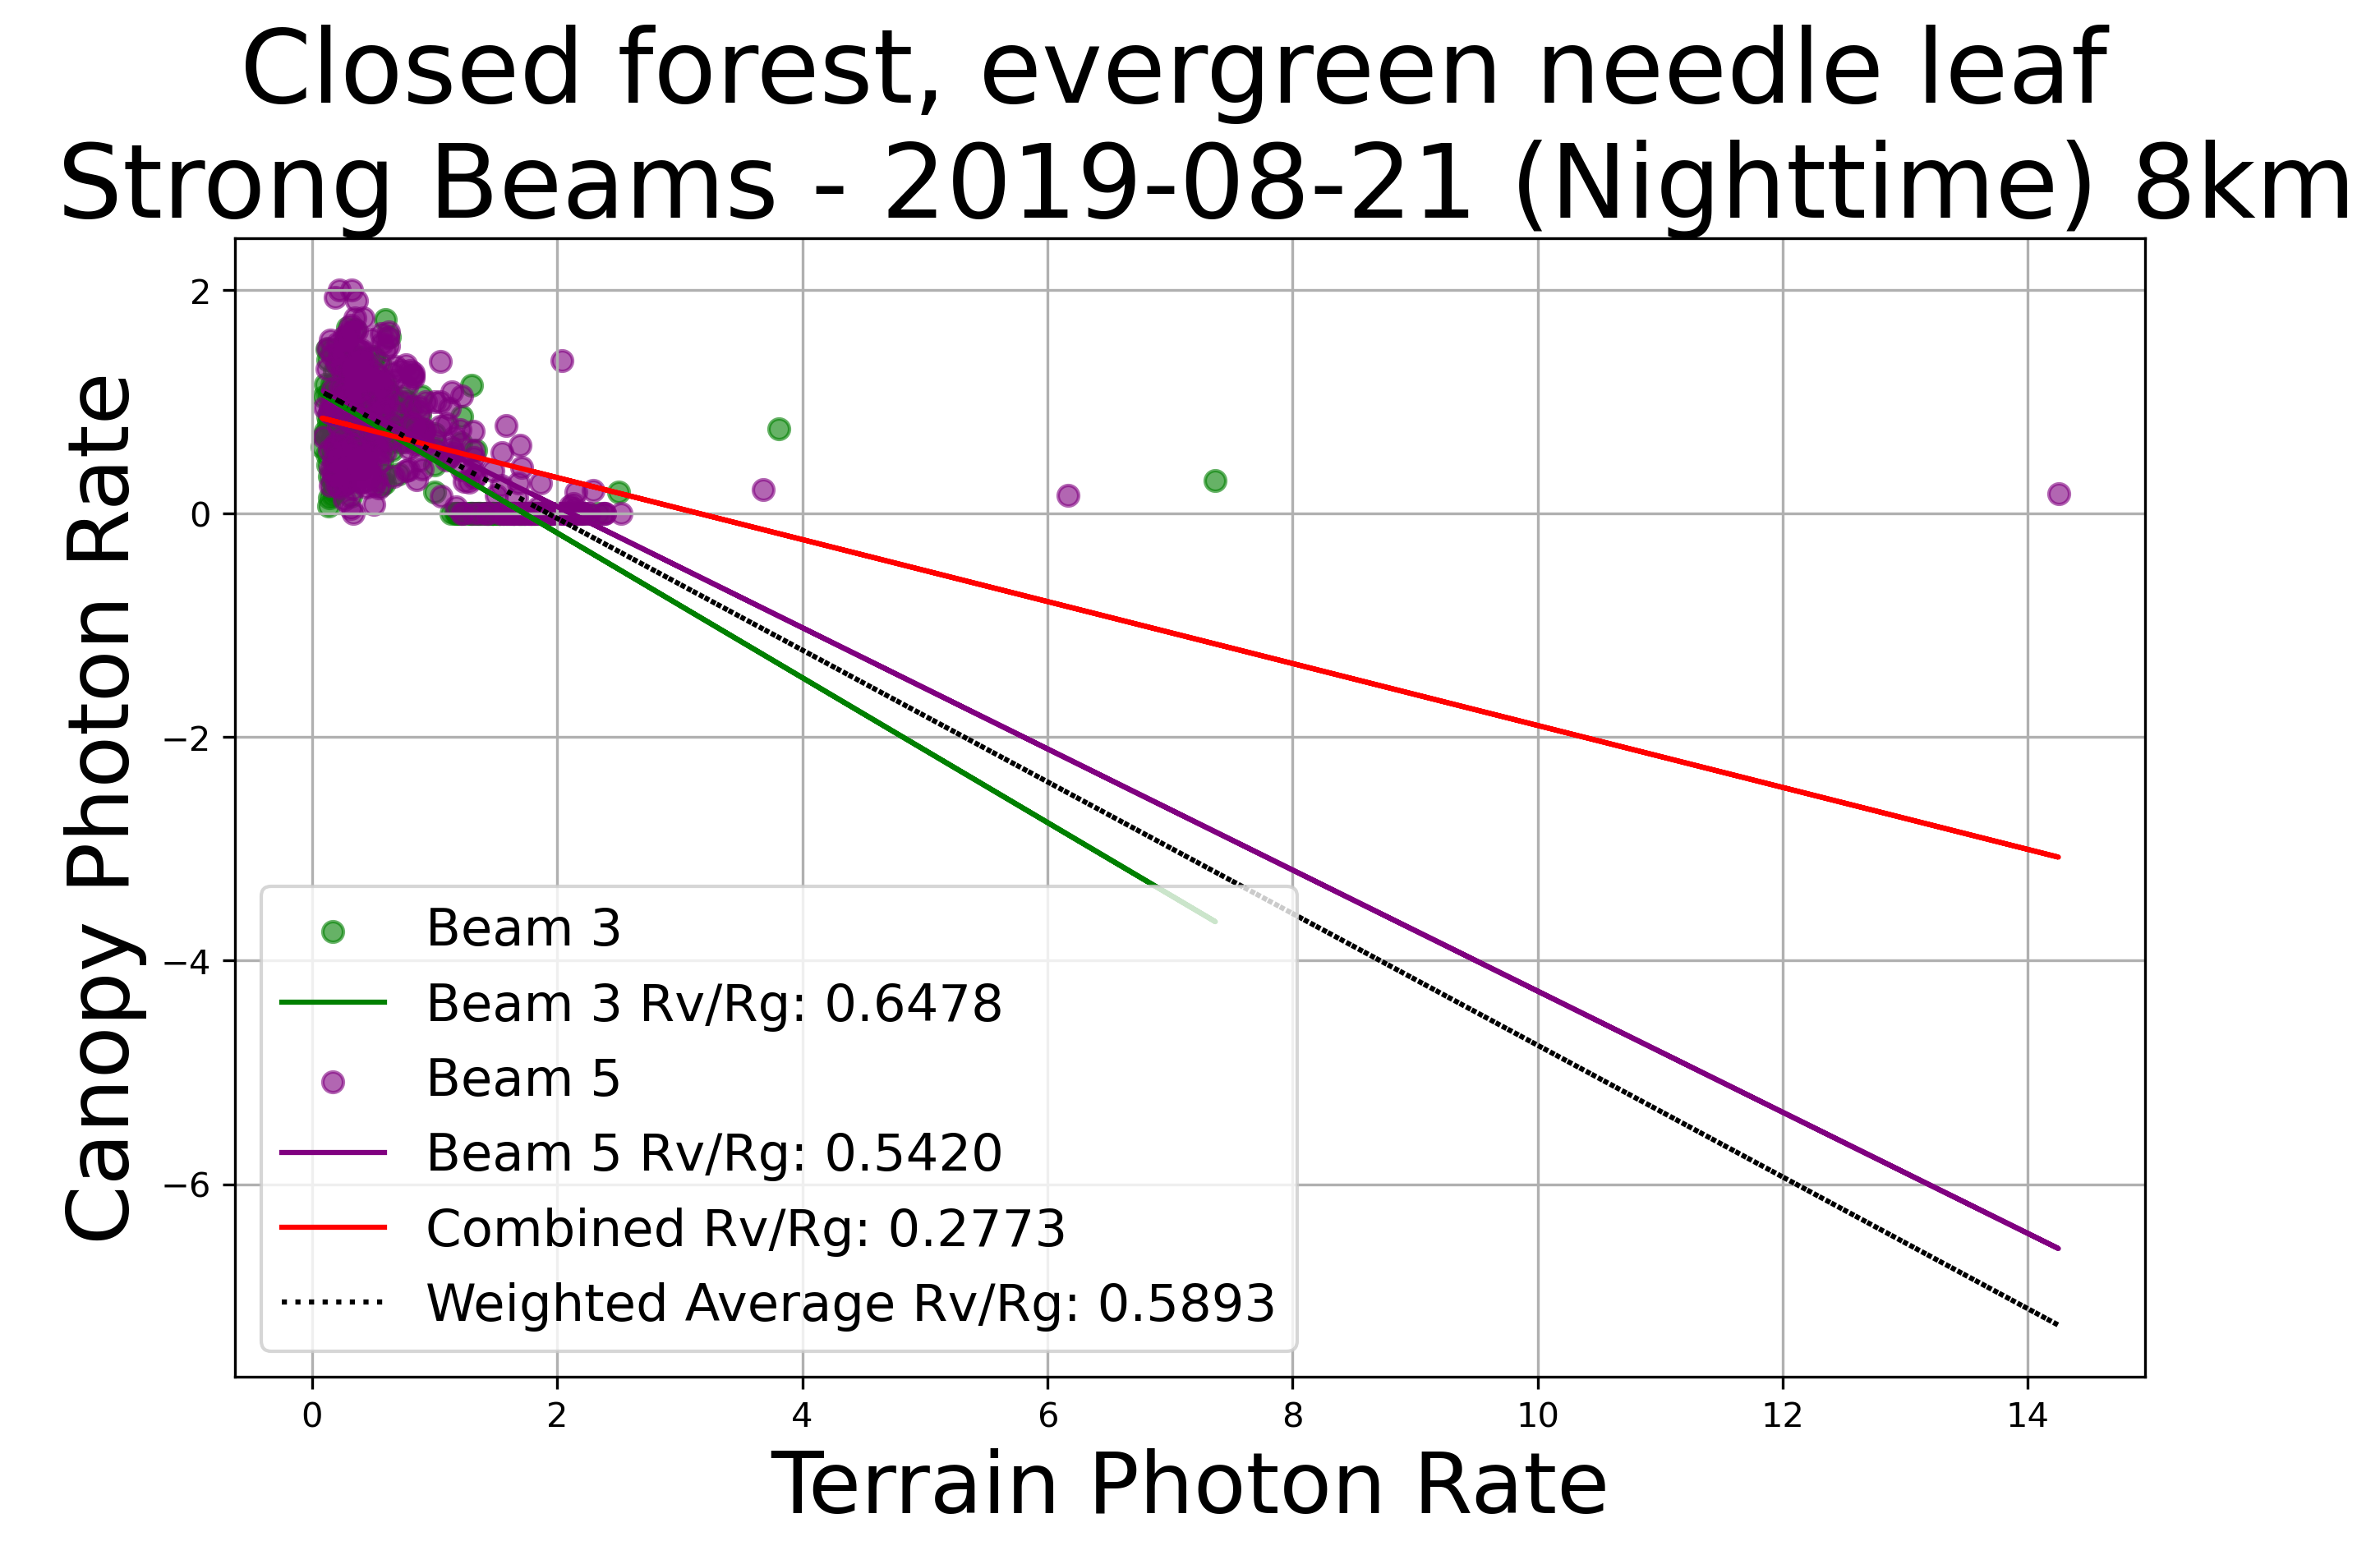 Closed forest, evergreen needle leaf
Strong Beams - 2019-08-21 (Nighttime) 8km
Canopy Photon Rate
2
0
−2
−4
−6
Beam 3
Beam 3 Rv/Rg: 0.6478
Beam 5
Beam 5 Rv/Rg: 0.5420
Combined Rv/Rg: 0.2773
Weighted Average Rv/Rg: 0.5893
0 2 4 6 8 10 12 14
Terrain Photon Rate